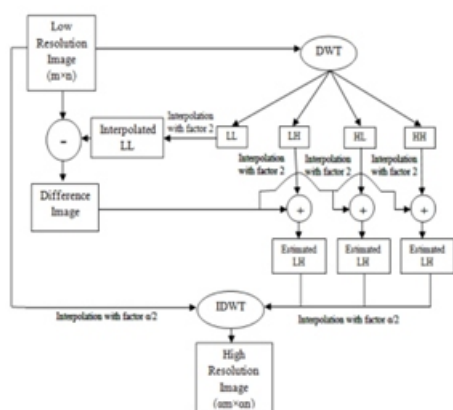 Low
Resolution
Image
(m×n)
DWT
Interpolation
with factor 2
LL
LH
HL
HH
-
Interpolated
LL
Interpolation
with factor 2
Interpolation
with factor 2
Interpolation
with factor 2
Difference
Image
+
+
+
Estimated
LH
Estimated
LH
Estimated
LH
Interpolation with factor α/2
IDWT
Interpolation with factor α/2
High
Resolution
Image
(αm×αn)